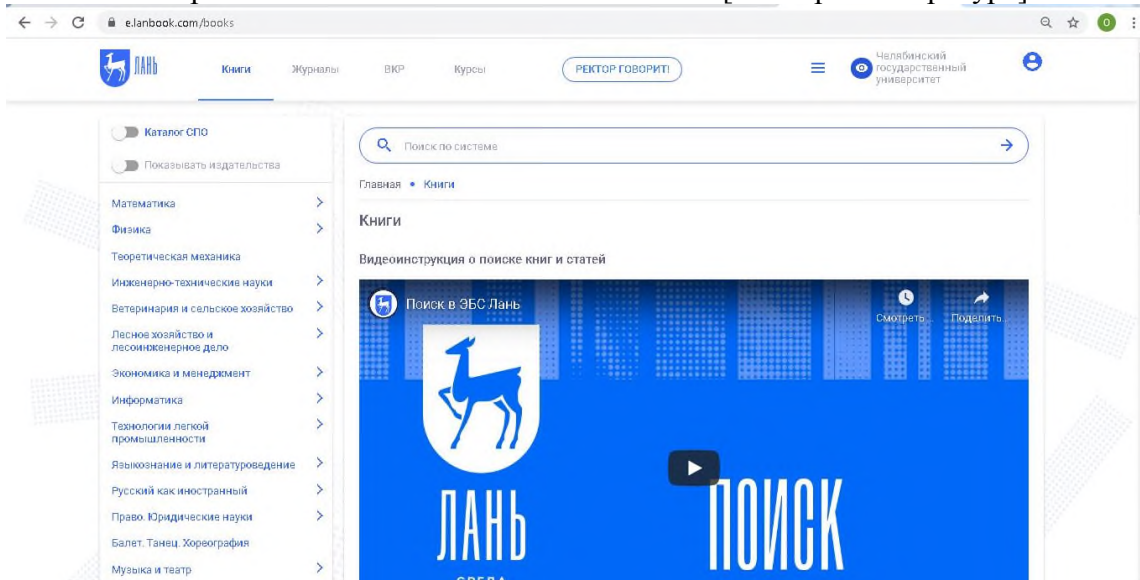 e.lanbook.com/books
ЛАНЬ
Книги
Журналы
ВКР
Курсы
РЕКТОР ГОВОРИТ!
Челябинский
государственный
университет
О
Каталог СПО
Показывать издательства
Математика
Физика
Теоретическая механика
Инженерно-технические науки
Ветеринария и сельское хозяйство
Лесное хозяйство и
лесоинженерное дело
Экономика и менеджмент
Информатика
Технологии легкой
промышленности
Языкознание и литературоведение
Русский как иностранный
Право. Юридические науки
Балет. Танец. Хореография
Музыка и театр
Поиск по системе
Главная • Книги
Книги
Видеоинструкция о поиске книг и статей
Поиск в ЭБС Лань
Смотреть...
Поделить...
ЛАНЬ
ПОИСК